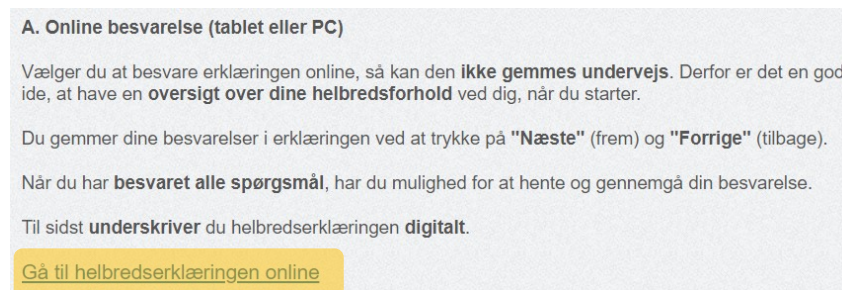 A. Online besvarelse (tablet eller PC)
Vælger du at besvare erklæringen online, så kan den ikke gemmes undervejs. Derfor er det en god
ide, at have en oversigt over dine helbredsforhold ved dig, når du starter.
Du gemmer dine besvarelser i erklæringen ved at trykke på "Næste" (frem) og "Forrige" (tilbage).
Når du har besvaret alle spørgsmål, har du mulighed for at hente og gennemgå din besvarelse.
Til sidst underskriver du helbredserklæringen digitalt.
Gå til helbredserklæringen online